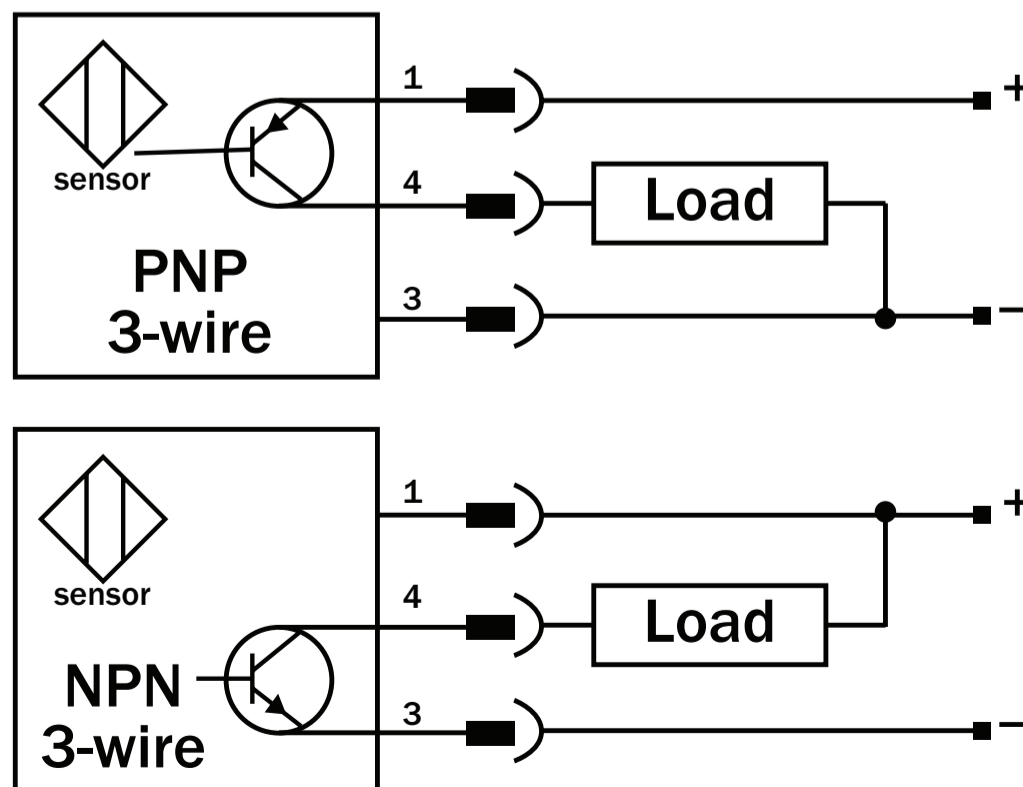 1
+
sensor
4
Load
PNP
3-wire
3
–
1
+
sensor
4
Load
NPN
3-wire
3
–